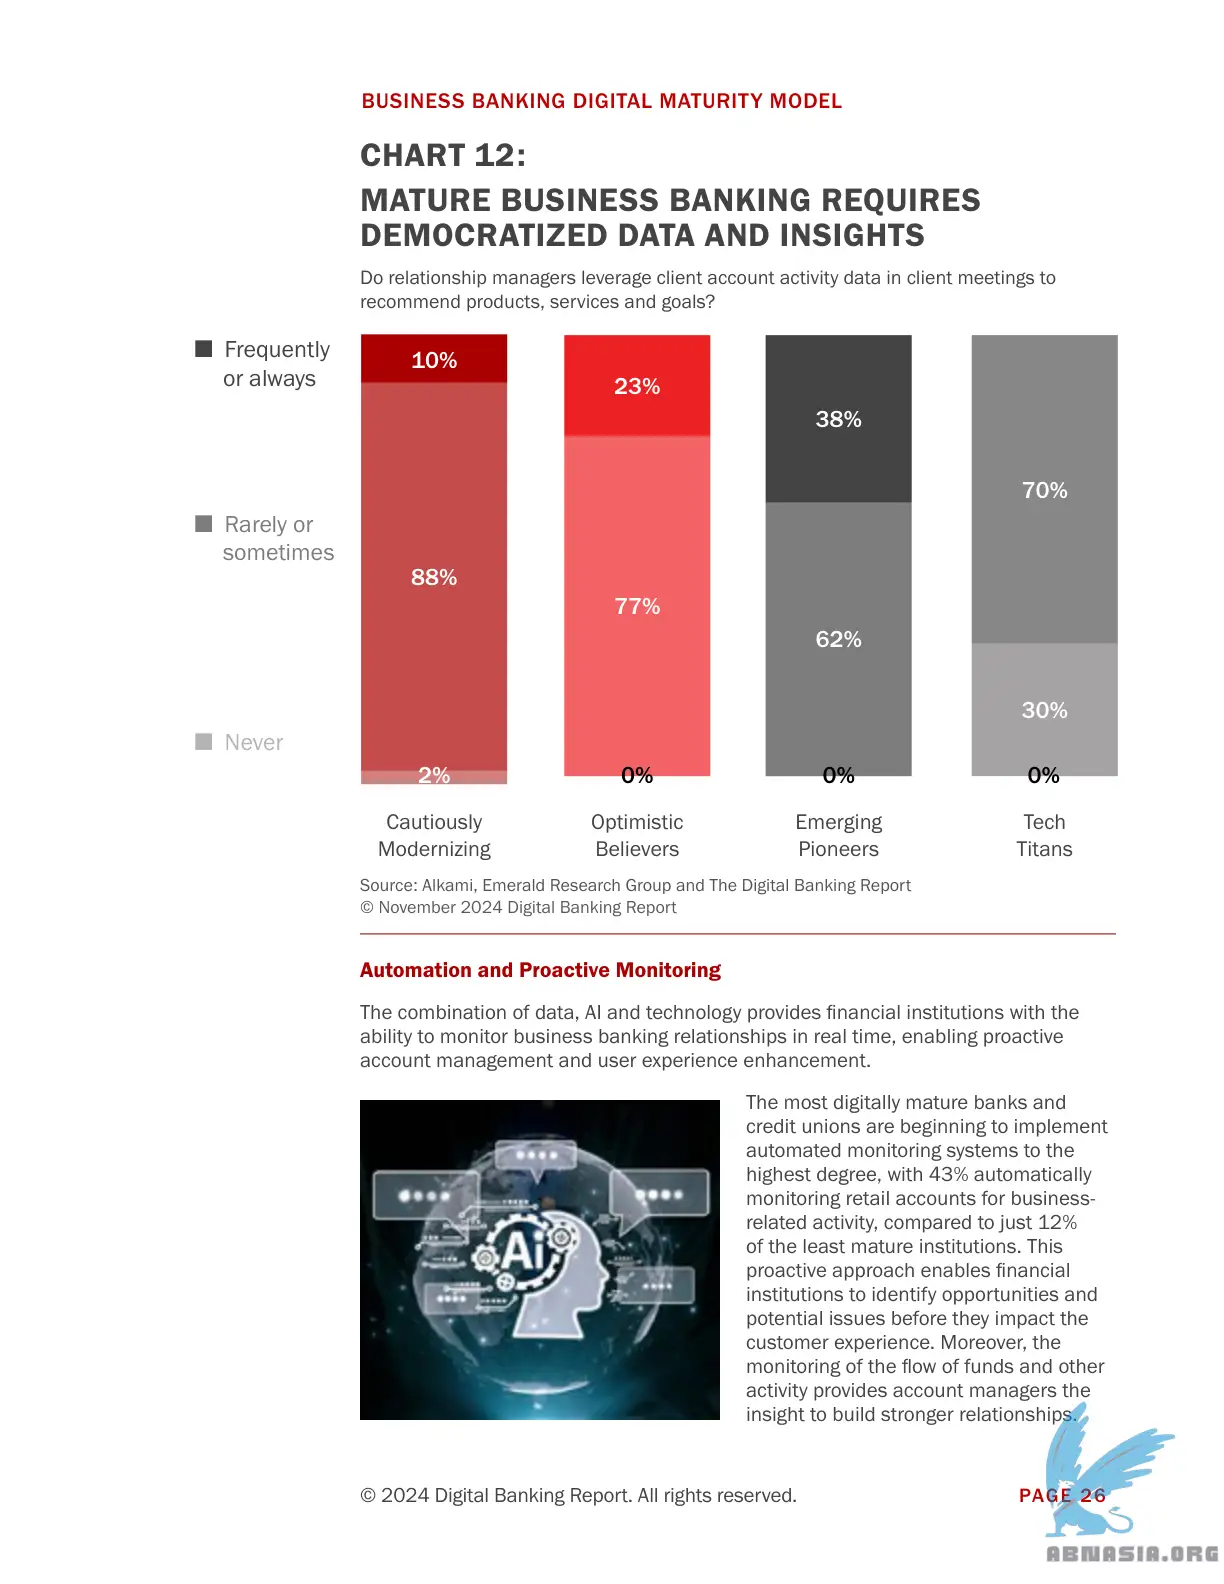 BUSINESS BANKING DIGITAL MATURITY MODEL
CHART 12:
MATURE BUSINESS BANKING REQUIRES
DEMOCRATIZED DATA AND INSIGHTS
Do relationship managers leverage client account activity data in client meetings to
recommend products, services and goals?
Frequently
or always
Rarely or
sometimes
Never
10%
88%
2%
23%
77%
0%
38%
62%
0%
70%
30%
0%
Cautiously
Modernizing
Optimistic
Believers
Emerging
Pioneers
Tech
Titans
Source: Alkami, Emerald Research Group and The Digital Banking Report
© November 2024 Digital Banking Report
Automation and Proactive Monitoring
The combination of data, AI and technology provides financial institutions with the
ability to monitor business banking relationships in real time, enabling proactive
account management and user experience enhancement.
Ai
The most digitally mature banks and
credit unions are beginning to implement
automated monitoring systems to the
highest degree, with 43% automatically
monitoring retail accounts for business-
related activity, compared to just 12%
of the least mature institutions. This
proactive approach enables financial
institutions to identify opportunities and
potential issues before they impact the
customer experience. Moreover, the
monitoring of the flow of funds and other
activity provides account managers the
insight to build stronger relationships.
© 2024 Digital Banking Report. All rights reserved.
PAGE 26
ABNASIA.ORG